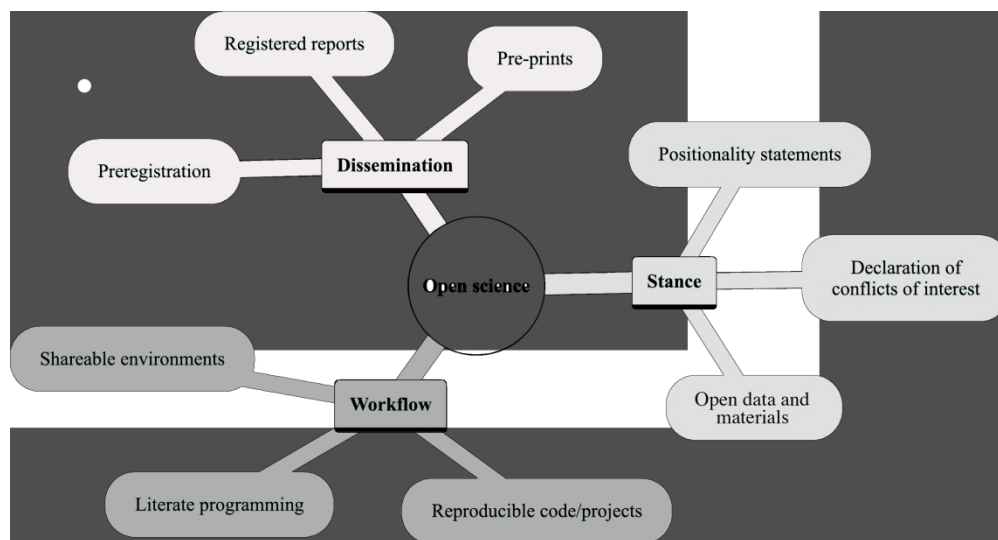 Registered reports
Pre-prints
Preregistration
Dissemination
Positionality statements
Open science
Stance
Declaration of
conflicts of interest
Shareable environments
Workflow
Open data and
materials
Literate programming
Reproducible code/projects